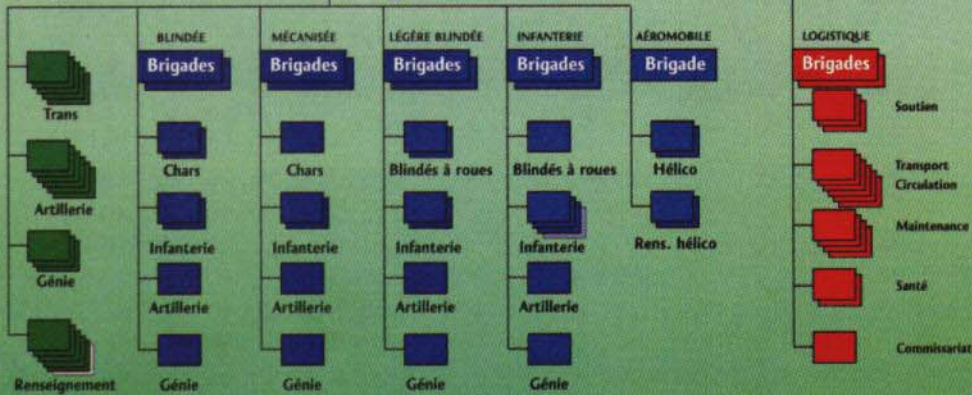 BLINDÉE
MÉCANISÉE
LÉGÈRE BLINDÉE
INFANTERIE
AÉROMOBILE
LOGISTIQUE
Brigades
Brigades
Brigades
Brigades
Brigade
Brigades
Trans
Artillerie
Génie
Renseignement
Chars
Infanterie
Artillerie
Génie
Chars
Infanterie
Artillerie
Génie
Blindés à roues
Infanterie
Artillerie
Génie
Blindés à roues
Infanterie
Artillerie
Génie
Hélico
Rens. hélico
Soutien
Transport
Circulation
Maintenance
Santé
Commissariat